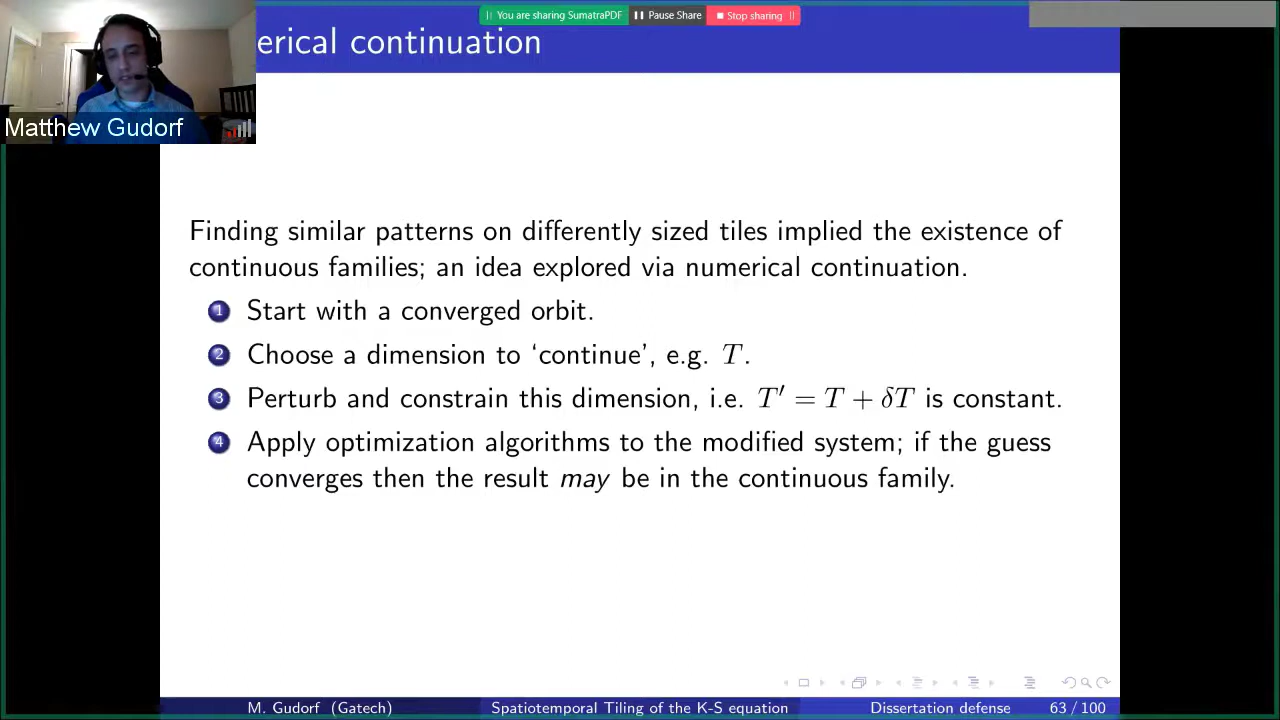 You are sharing SumatraPDF Pause Share Stop sharing
erical continuation
Matthew Gudorf
Finding similar patterns on differently sized tiles implied the existence of
continuous families; an idea explored via numerical continuation.
1 Start with a converged orbit.
2 Choose a dimension to ‘continue’, e.g. T.
3 Perturb and constrain this dimension, i.e. T′ = T + δT is constant.
4 Apply optimization algorithms to the modified system; if the guess
converges then the result may be in the continuous family.
M. Gudorf (Gatech) Spatiotemporal Tiling of the K-S equation Dissertation defense 63 / 100